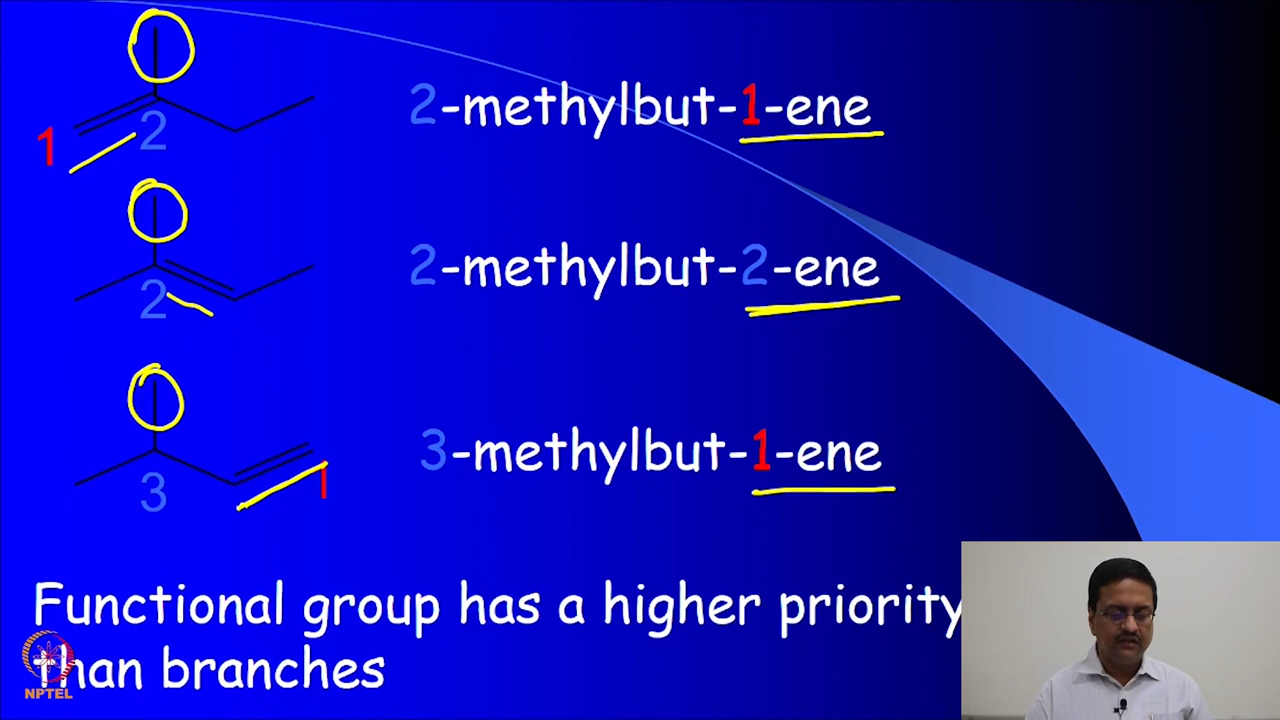 1
2
2-methylbut-1-ene
2
2-methylbut-2-ene
3
1
3-methylbut-1-ene
Functional group has a higher priority
than branches
NPTEL